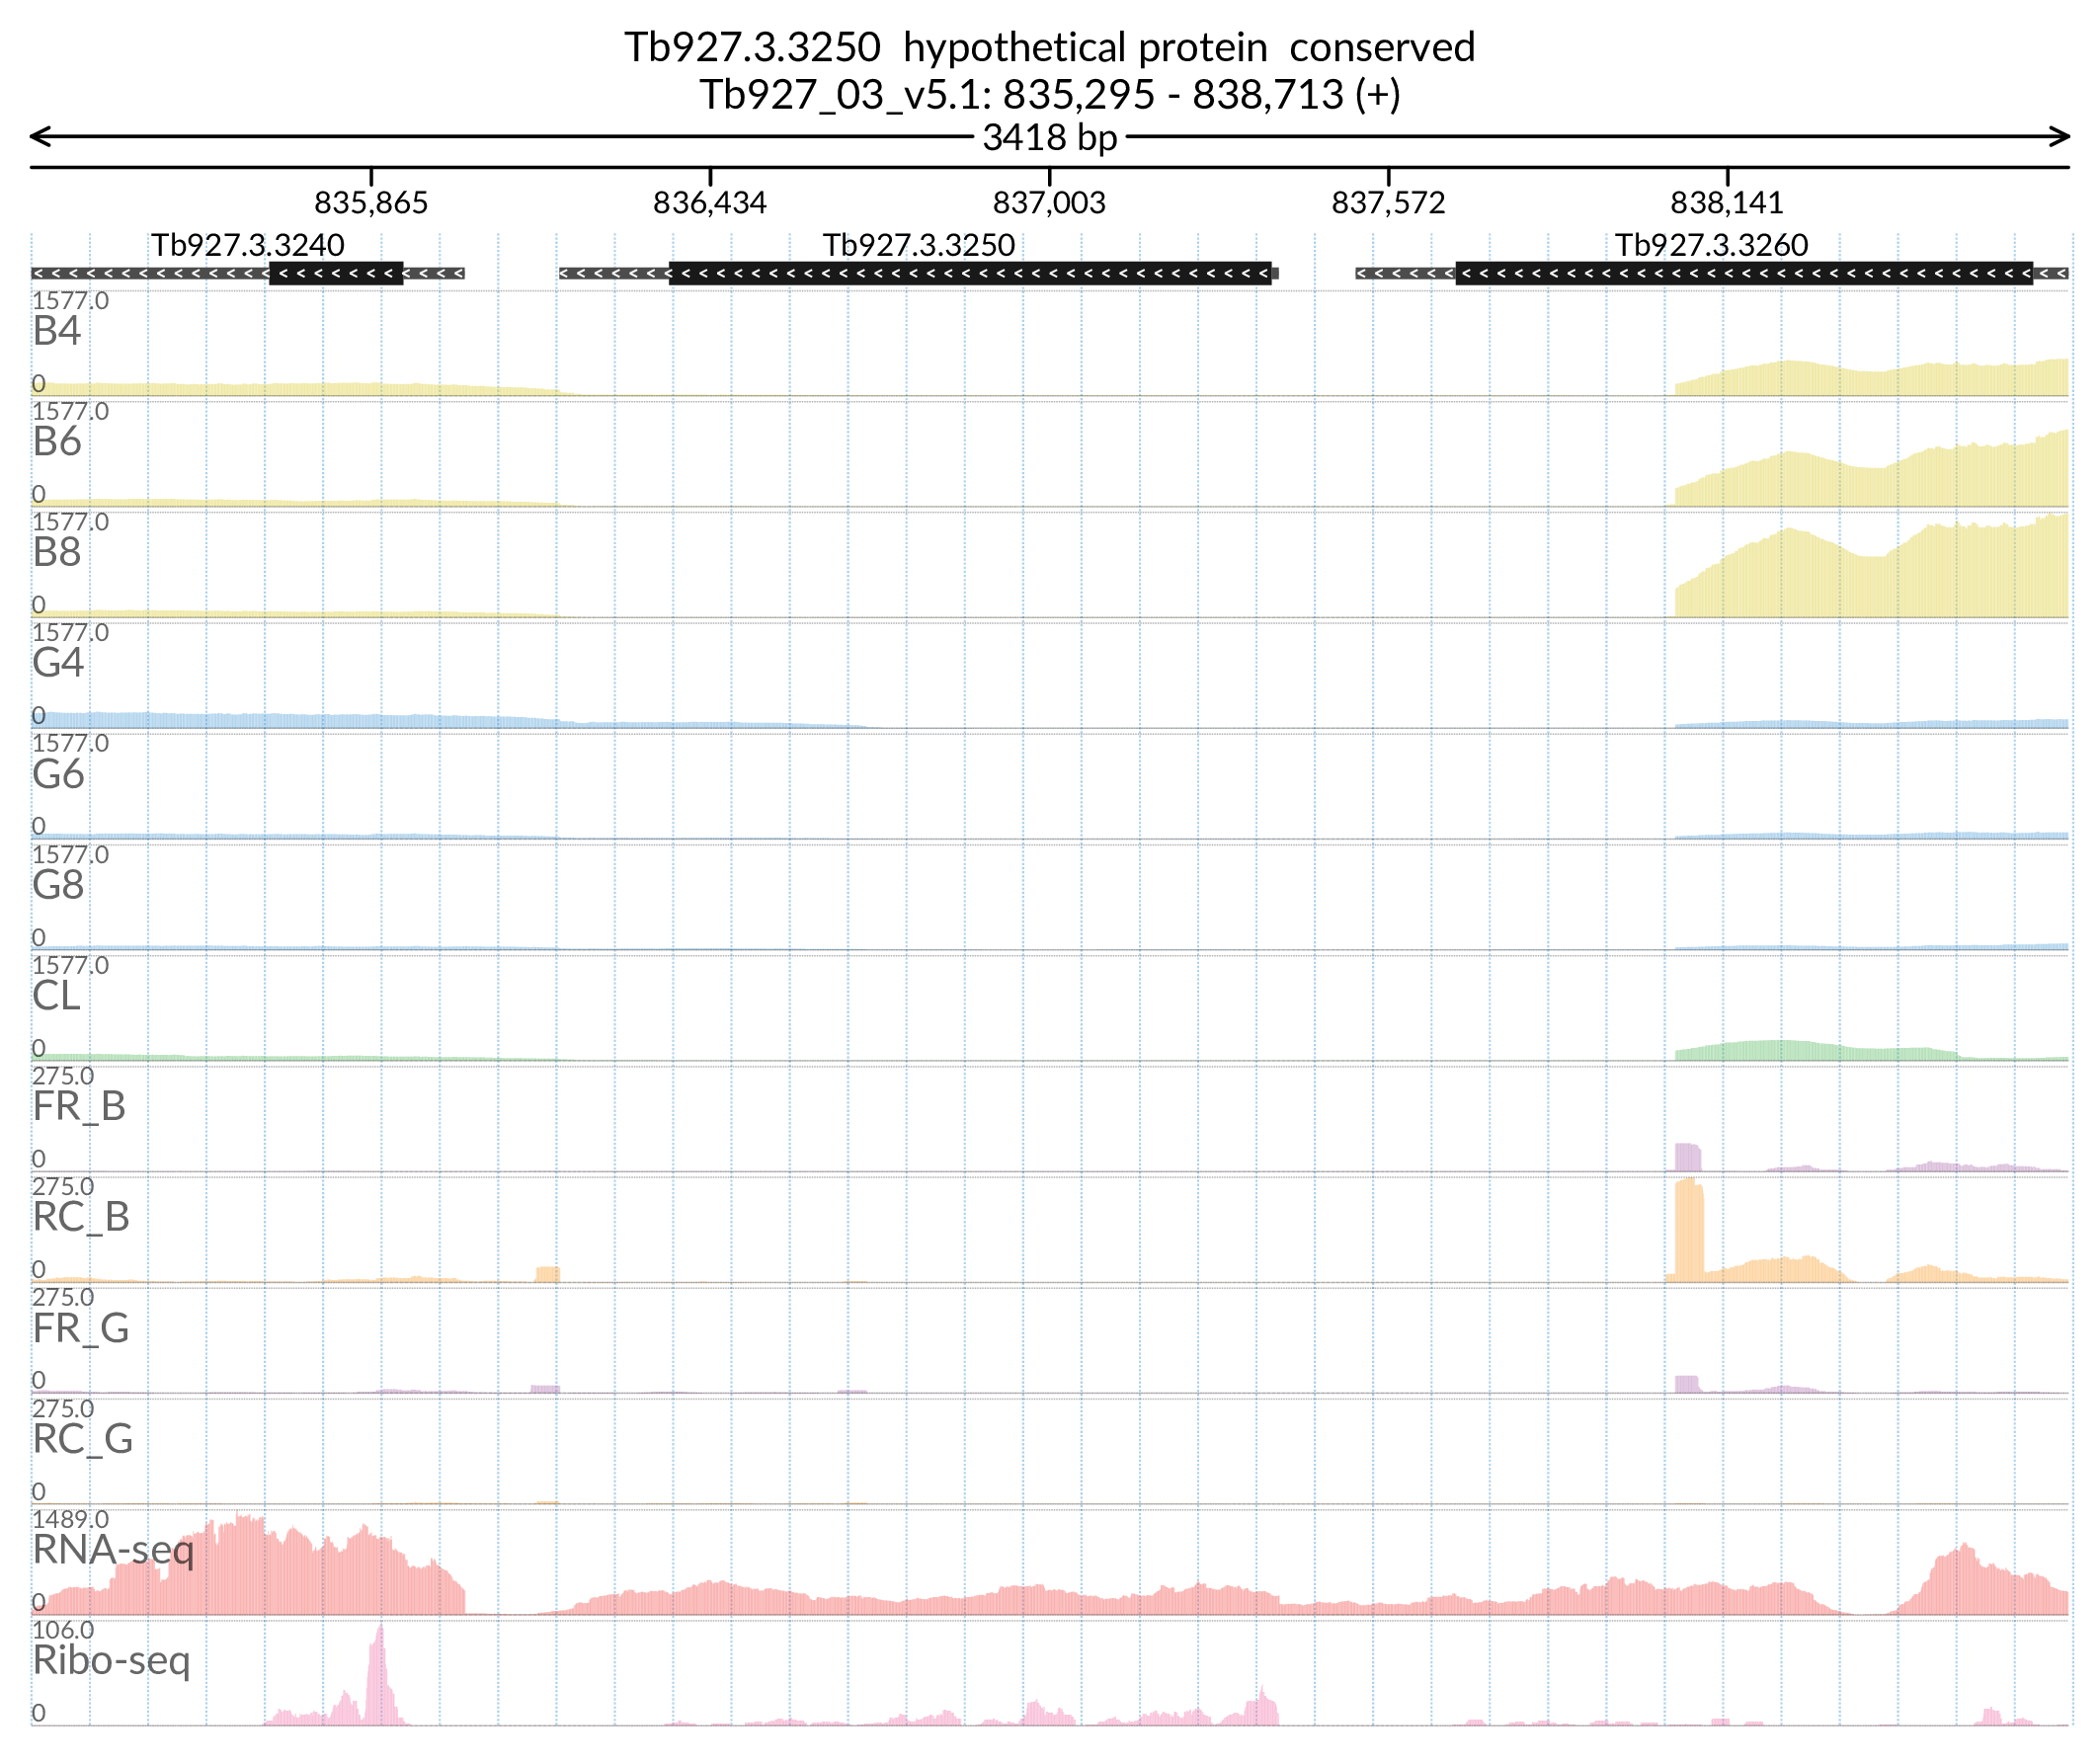 Tb927.3.3250  hypothetical protein  conserved
Tb927_03_v5.1: 835,295 - 838,713 (+)
3418 bp
835,865 836,434 837,003 837,572 838,141
Tb927.3.3240 Tb927.3.3250 Tb927.3.3260
1577.0
B4
0
1577.0
B6
0
1577.0
B8
0
1577.0
G4
0
1577.0
G6
0
1577.0
G8
0
1577.0
CL
0
275.0
FR_B
0
275.0
RC_B
0
275.0
FR_G
0
275.0
RC_G
0
1489.0
RNA-seq
0
106.0
Ribo-seq
0